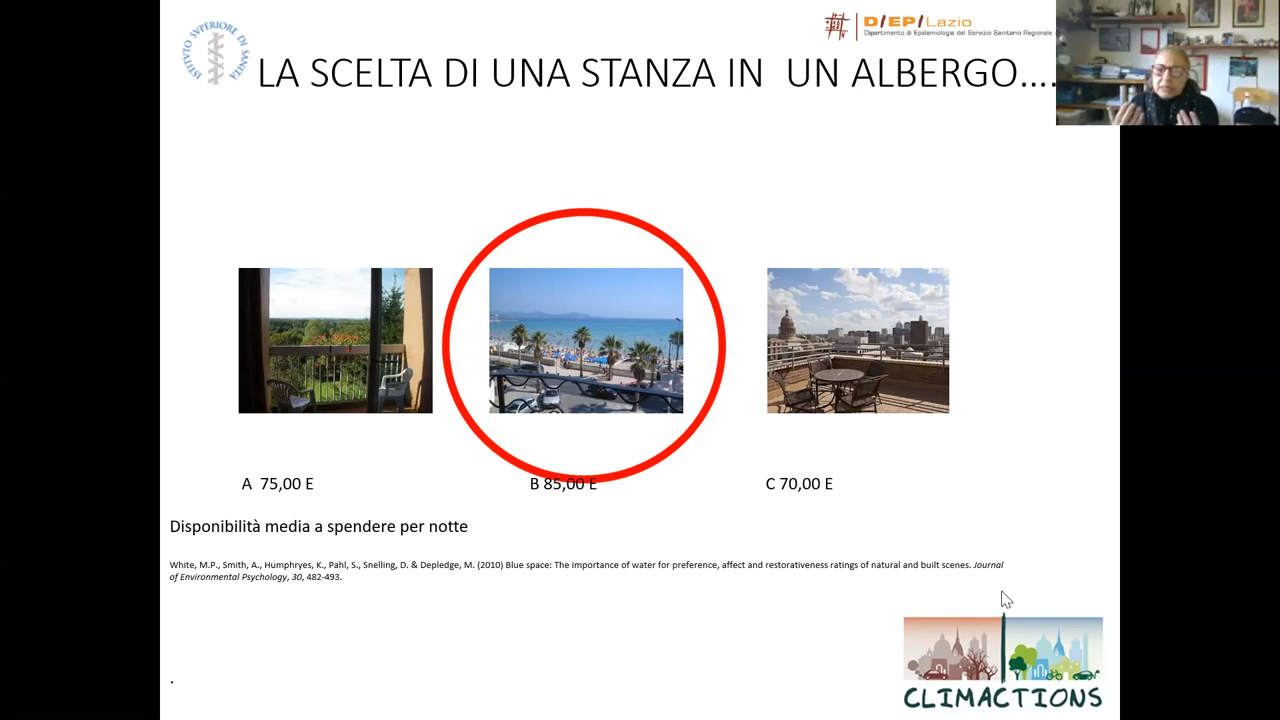 ISTITVTO SVPERIORE DI SANITÀ
D/EP/Lazio
Dipartimento di Epidemiologia del Servizio Sanitario Regionale -
LA SCELTA DI UNA STANZA IN UN ALBERGO....
A 75,00 E
B 85,00 E
C 70,00 E
Disponibilità media a spendere per notte
White, M.P., Smith, A., Humphryes, K., Pahl, S., Snelling, D. & Depledge, M. (2010) Blue space: The importance of water for preference, affect and restorativeness ratings of natural and built scenes. Journal
of Environmental Psychology, 30, 482-493.
.
CLIMACTIONS